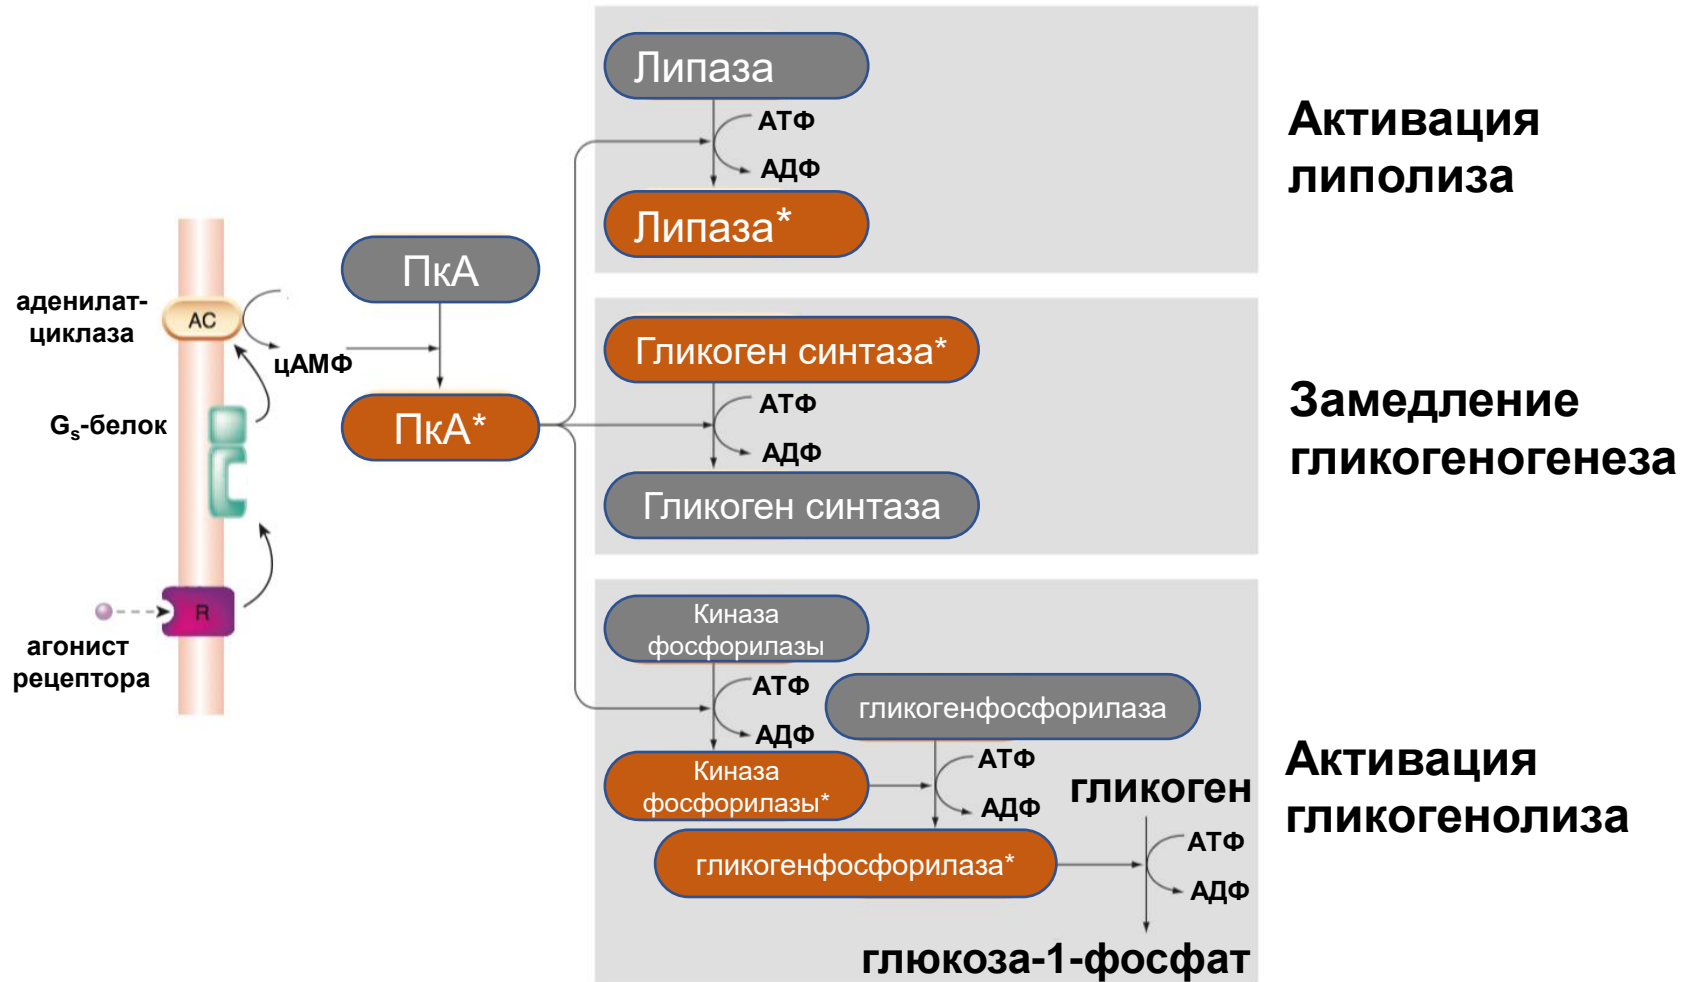 Липаза
АТФ
АДФ
Липаза*
Активация
липолиза
аденилат-
циклаза
AC
цАМФ
ПкА
ПкА*
Gs-белок
R
агонист
рецептора
Гликоген синтаза*
АТФ
АДФ
Гликоген синтаза
Замедление
гликогеногенеза
Киназа
фосфорилазы
АТФ
АДФ
Киназа
фосфорилазы*
гликогенфосфорилаза
АТФ
АДФ
гликогенфосфорилаза*
гликоген
АТФ
АДФ
глюкоза-1-фосфат
Активация
гликогенолиза